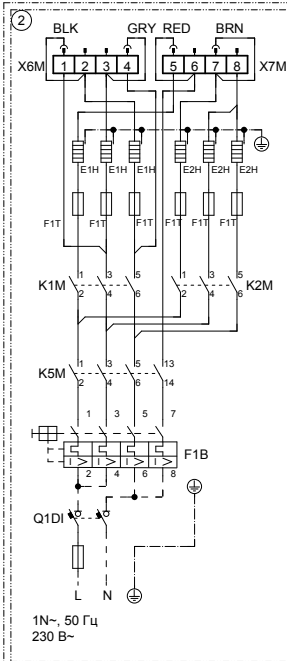 2
BLK GRY RED BRN
X6M 1 2 3 4 5 6 7 8 X7M
E1H E1H E1H E2H E2H E2H
F1T F1T F1T F1T F1T F1T
1 3 5 1 3 5
K1M K2M
2 4 6 2 4 6
1 3 5 13
K5M
2 4 6 14
1 3 5 7
F1B
2 4 6 8
Q1DI
L N
1N~, 50 Гц
230 В~